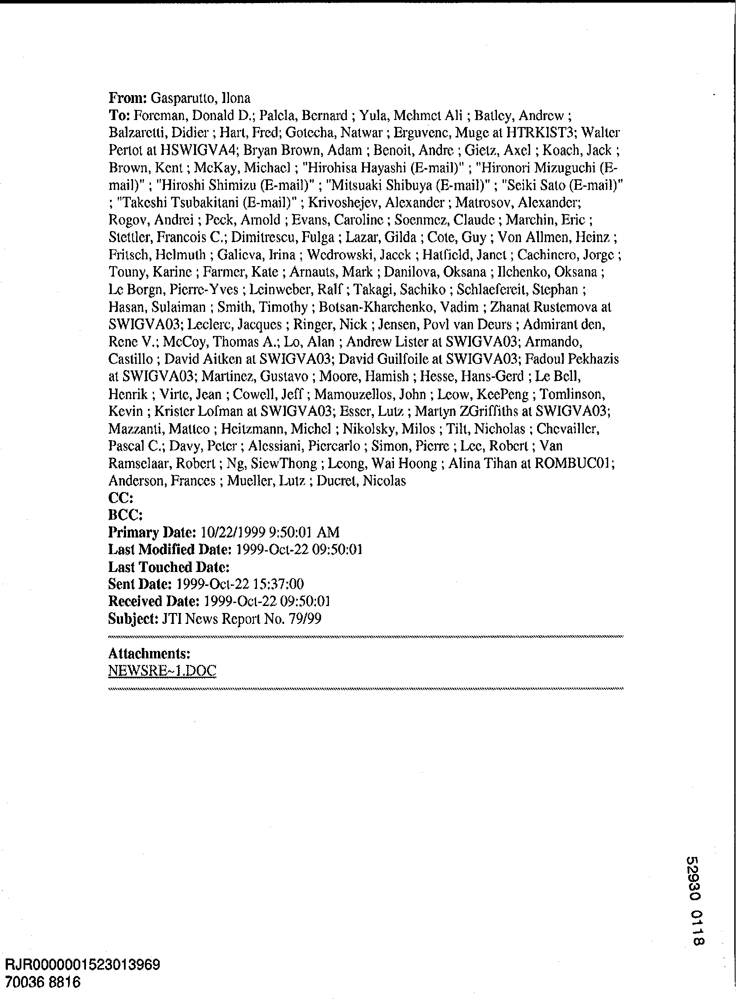 From: Gasparutto, Ilona
To: Foreman, Donald D.; Palela, Bernard ; Yula, Mehmet Ali ; Batley, Andrew ;
Balzaretti, Didier ; Hart, Fred; Gotecha, Natwar ; Erguvenc, Muge at HTRKIST3; Walter
Pertot at HSWIGVA4; Bryan Brown, Adam ; Benoit, Andre ; Gietz, Axel ; Koach, Jack ;
Brown, Kent ; McKay, Michael ; "Hirohisa Hayashi (E-mail)" ; "Hironori Mizuguchi (E-
mail)" ; "Hiroshi Shimizu (E-mail)" ; "Mitsuaki Shibuya (E-mail)" ; "Seiki Sato (E-mail)"
; "Takeshi Tsubakitani (E-mail)" ; Krivoshejev, Alexander ; Matrosov, Alexander;
Rogov, Andrei ; Peck, Arnold ; Evans, Caroline ; Soenmez, Claude ; Marchin, Eric ;
Stettler, Francois C.; Dimitrescu, Fulga ; Lazar, Gilda ; Cote, Guy ; Von Allmen, Heinz ;
Fritsch, Helmuth ; Galieva, Irina ; Wedrowski, Jacek ; Hatfield, Janet ; Cachinero, Jorge ;
Touny, Karine ; Farmer, Kate ; Arnauts, Mark ; Danilova, Oksana ; Ilchenko, Oksana ;
Le Borgn, Pierre-Yves ; Leinweber, Ralf ; Takagi, Sachiko ; Schlaefereit, Stephan ;
Hasan, Sulaiman ; Smith, Timothy ; Botsan-Kharchenko, Vadim ; Zhanat Rustemova at
SWIGVA03; Leclerc, Jacques ; Ringer, Nick ; Jensen, Povl van Deurs ; Admirant den,
Rene V.; McCoy, Thomas A.; Lo, Alan ; Andrew Lister at SWIGVA03; Armando,
Castillo ; David Aitken at SWIGVA03; David Guilfoile at SWIGVA03; Fadoul Pekhazis
at SWIGVA03; Martinez, Gustavo ; Moore, Hamish ; Hesse, Hans-Gerd ; Le Bell,
Henrik ; Virte, Jean ; Cowell, Jeff ; Mamouzellos, John ; Leow, KeePeng ; Tomlinson,
Kevin ; Krister Lofman at SWIGVA03; Esser, Lutz ; Martyn ZGriffiths at SWIGVA03;
Mazzanti, Matteo ; Heitzmann, Michel ; Nikolsky, Milos ; Tilt, Nicholas ; Chevailler,
Pascal C.; Davy, Peter ; Alessiani, Piercarlo ; Simon, Pierre ; Lee, Robert ; Van
Ramselaar, Robert ; Ng, SiewThong ; Leong, Wai Hoong ; Alina Tihan at ROMBUC01;
Anderson, Frances ; Mueller, Lutz ; Ducret, Nicolas
CC:
BCC:
Primary Date: 10/22/1999 9:50:01 AM
Last Modified Date: 1999-Oct-22 09:50:01
Last Touched Date:
Sent Date: 1999-Oct-22 15:37:00
Received Date: 1999-Oct-22 09:50:01
Subject: JTI News Report No. 79/99
Attachments:
NEWSRE~1.DOC
52930 0118
RJR0000001523013969
70036 8816